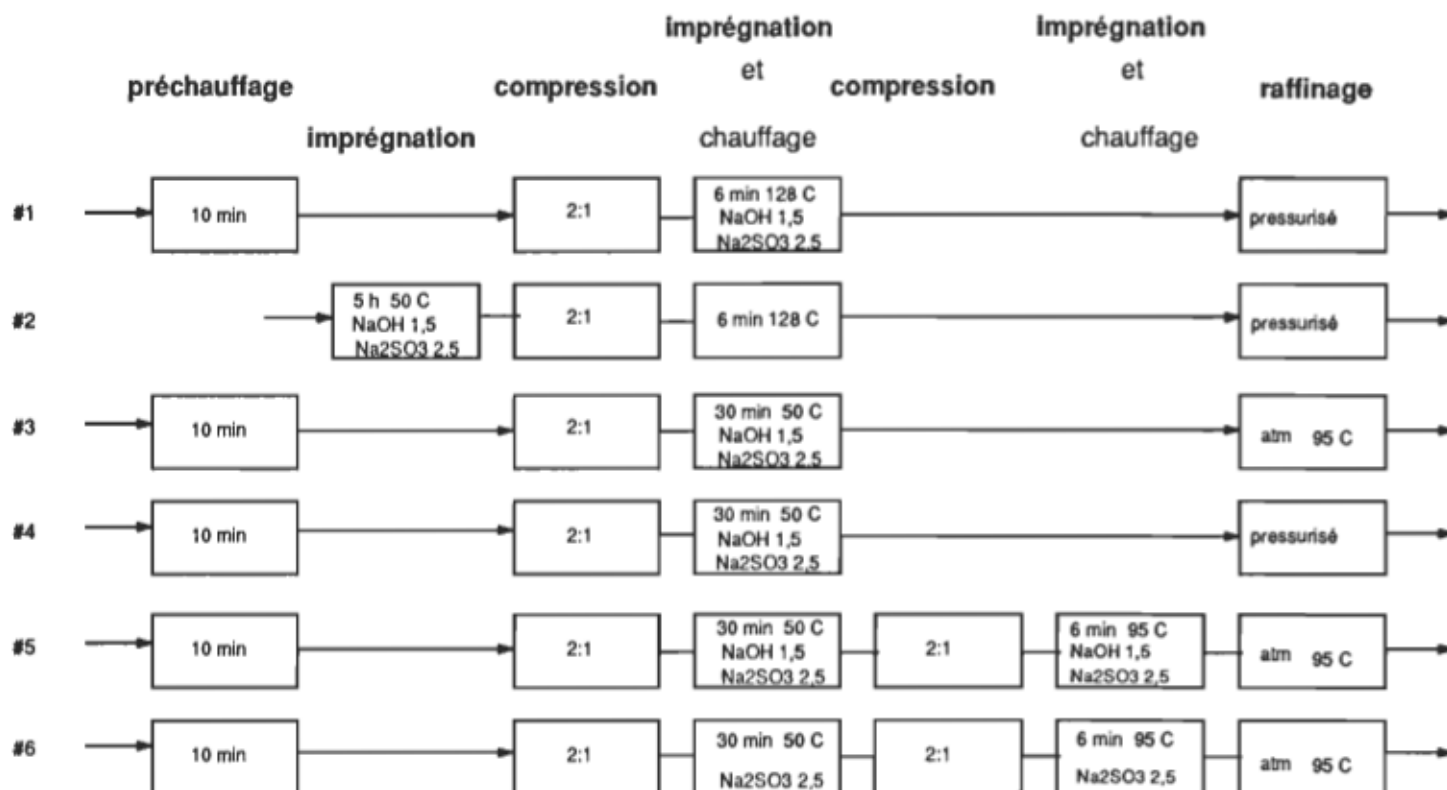 imprégnation
et
chauffage
Imprégnation
et
chauffage
préchauffage
compression
compression
raffinage
imprégnation
#1
10 min
2:1
6 min 128 C
NaOH 1,5
Na2SO3 2.5
pressurisé
#2
5 h 50 C
NaOH 1,5
Na2SO3 2.5
2:1
6 min 128 C
pressurisé
#3
10 min
2:1
30 min 50 C
NaOH 1,5
Na2SO3 2.5
atm 95 C
#4
10 min
2:1
30 min 50 C
NaOH 1,5
Na2SO3 2,5
pressurisé
#5
10 min
2:1
30 min 50 C
NaOH 1,5
Na2SO3 2,5
2:1
6 min 95 C
NaOH 1,5
Na2SO3 2,5
atm 95 C
#6
10 min
2:1
30 min 50 C
Na2SO3 2,5
2:1
6 min 95 C
Na2SO3 2,5
atm 95 C